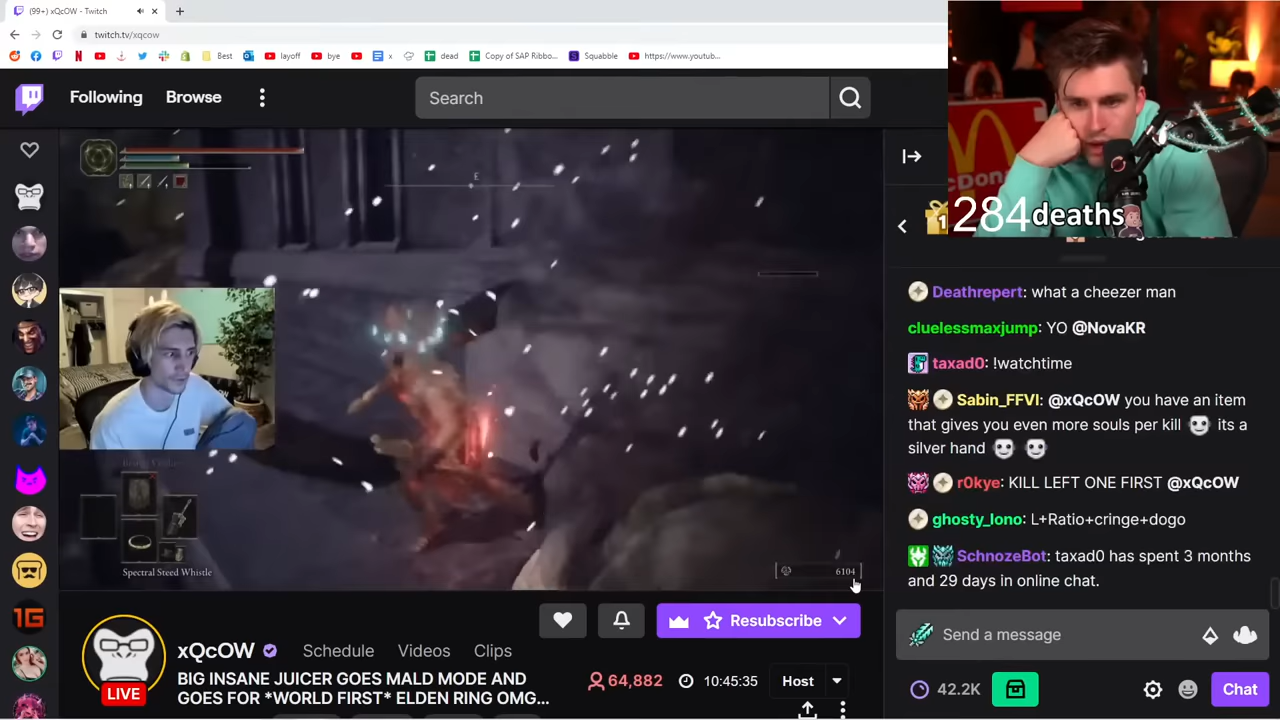 (99+) xQcOW - Twitch
twitch.tv/xqcow
Best
layoff
bye
x
dead
Copy of SAP Ribbo...
Squabble
https://www.youtub...
Following
Browse
Search
McDonald
284 deaths
E
1
Deathrepert: what a cheezer man
cluelessmaxjump: YO @NovaKR
taxad0: !watchtime
Sabin_FFVI: @xQcOW you have an item
that gives you even more souls per kill its a
silver hand
r0kye: KILL LEFT ONE FIRST @xQcOW
ghosty_lono: L+Ratio+cringe+dogo
SchnozeBot: taxad0 has spent 3 months
and 29 days in online chat.
Spectral Steed Whistle
6104
1G
Send a message
Resubscribe
xQcOW
Schedule
Videos
Clips
LIVE
BIG INSANE JUICER GOES MALD MODE AND
GOES FOR *WORLD FIRST* ELDEN RING OMG...
64,882
10:45:35
Host
42.2K
Chat